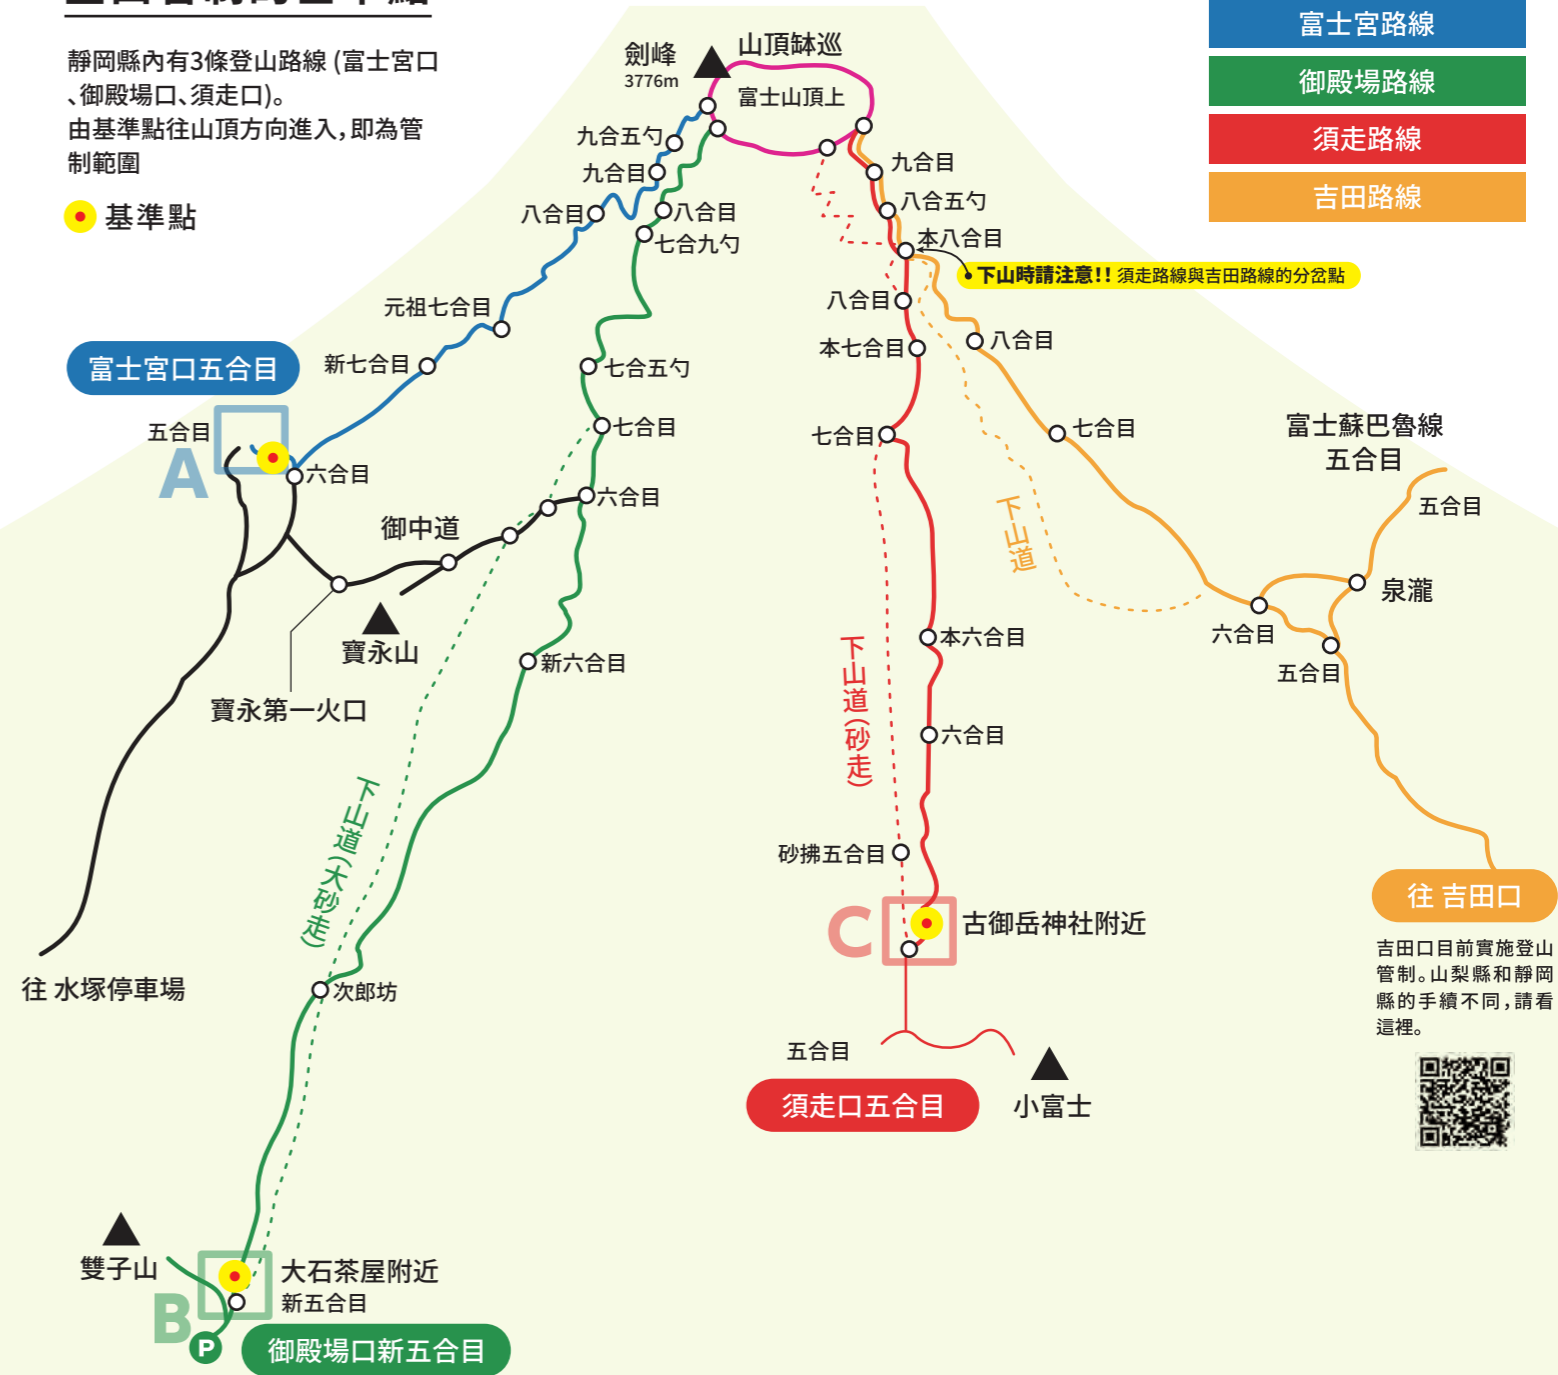 靜岡縣內有3條登山路線 (富士宮口
、御殿場口、須走口)。
由基準點往山頂方向進入，即為管
制範圍
基準點
富士宮路線
御殿場路線
須走路線
吉田路線
劍峰
3776m
山頂缽巡
富士山頂上
九合五勺
九合目
八合目
元祖七合目
新七合目
富士宮口五合目
五合目
A
六合目
八合目
七合九勺
七合五勺
七合目
六合目
御中道
寶永山
寶永第一火口
新六合目
下山道(大砂走)
往 水塚停車場
次郎坊
雙子山
B
P
大石茶屋附近
新五合目
御殿場口新五合目
九合目
八合五勺
本八合目
下山時請注意!! 須走路線與吉田路線的分岔點
八合目
本七合目
七合目
本六合目
六合目
下山道(砂走)
砂拂五合目
C
古御岳神社附近
五合目
須走口五合目
小富士
八合目
七合目
下山道
富士蘇巴魯線
五合目
五合目
泉瀧
六合目
五合目
往 吉田口
吉田口目前實施登山
管制。山梨縣和靜岡
縣的手續不同，請看
這裡。